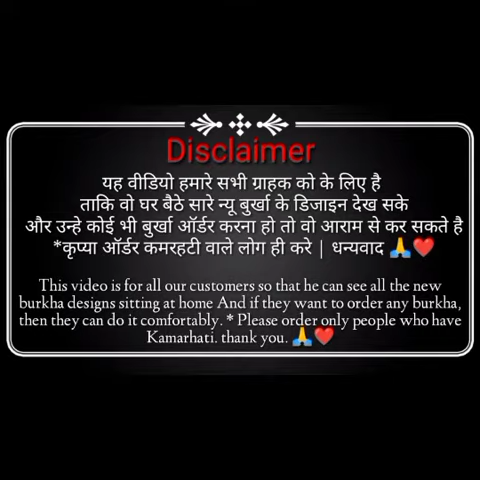 Disclaimer
यह वीडियो हमारे सभी ग्राहक को के लिए है
ताकि वो घर बैठे सारे न्यू बुर्खा के डिजाइन देख सके
और उन्हे कोई भी बुर्खा ऑर्डर करना हो तो वो आराम से कर सकते है
*कृप्या ऑर्डर कमरहटी वाले लोग ही करे | धन्यवाद 🙏❤️
This video is for all our customers so that he can see all the new
burkha designs sitting at home And if they want to order any burkha,
then they can do it comfortably. * Please order only people who have
Kamarhati. thank you. 🙏❤️